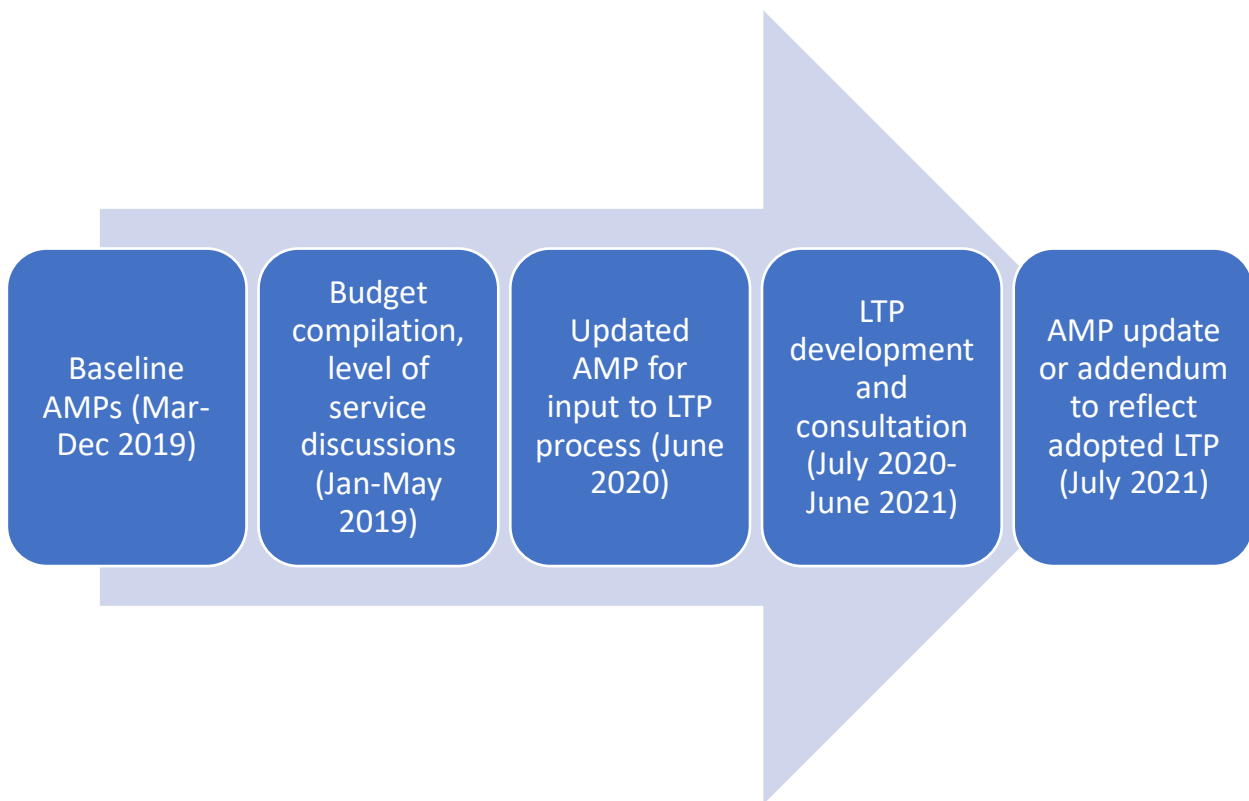 Baseline
AMPs (Mar-
Dec 2019)
Budget
compilation,
level of
service
discussions
(Jan-May
2019)
Updated
AMP for
input to LTP
process (June
2020)
LTP
development
and
consultation
(July 2020-
June 2021)
AMP update
or addendum
to reflect
adopted LTP
(July 2021)